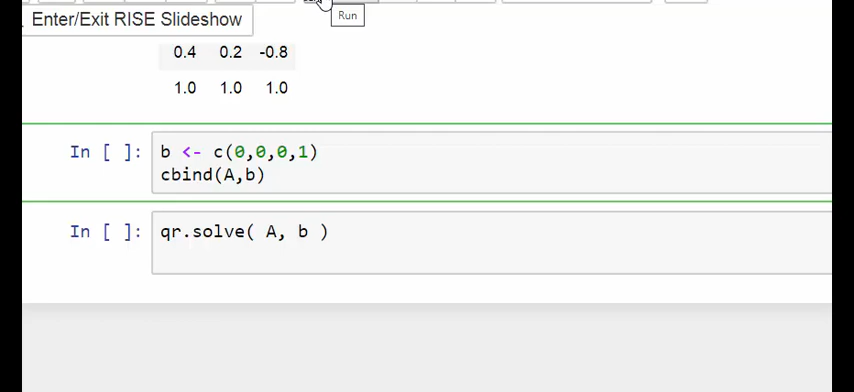 Enter/Exit RISE Slideshow
Run
0.4 0.2 -0.8
1.0 1.0 1.0
In [ ]: b <- c(0,0,0,1)
cbind(A,b)
In [ ]: qr.solve( A, b )